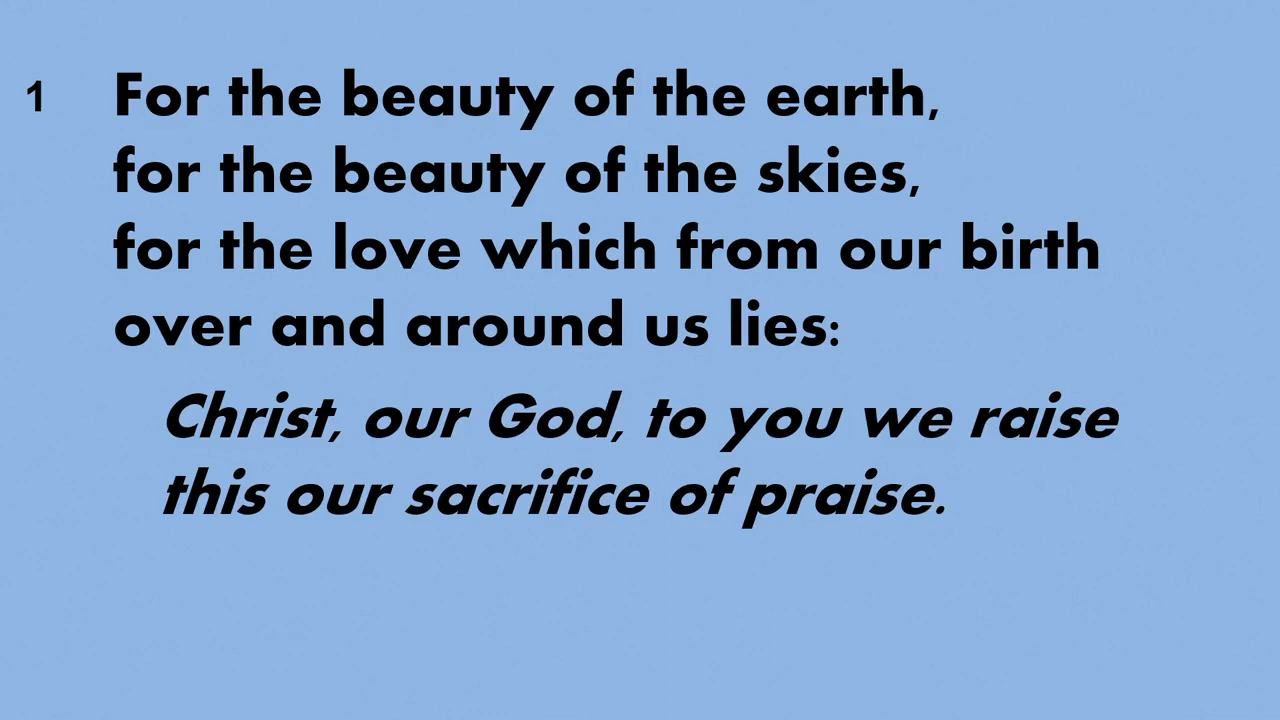 1 For the beauty of the earth,
for the beauty of the skies,
for the love which from our birth
over and around us lies:
Christ, our God, to you we raise
this our sacrifice of praise.